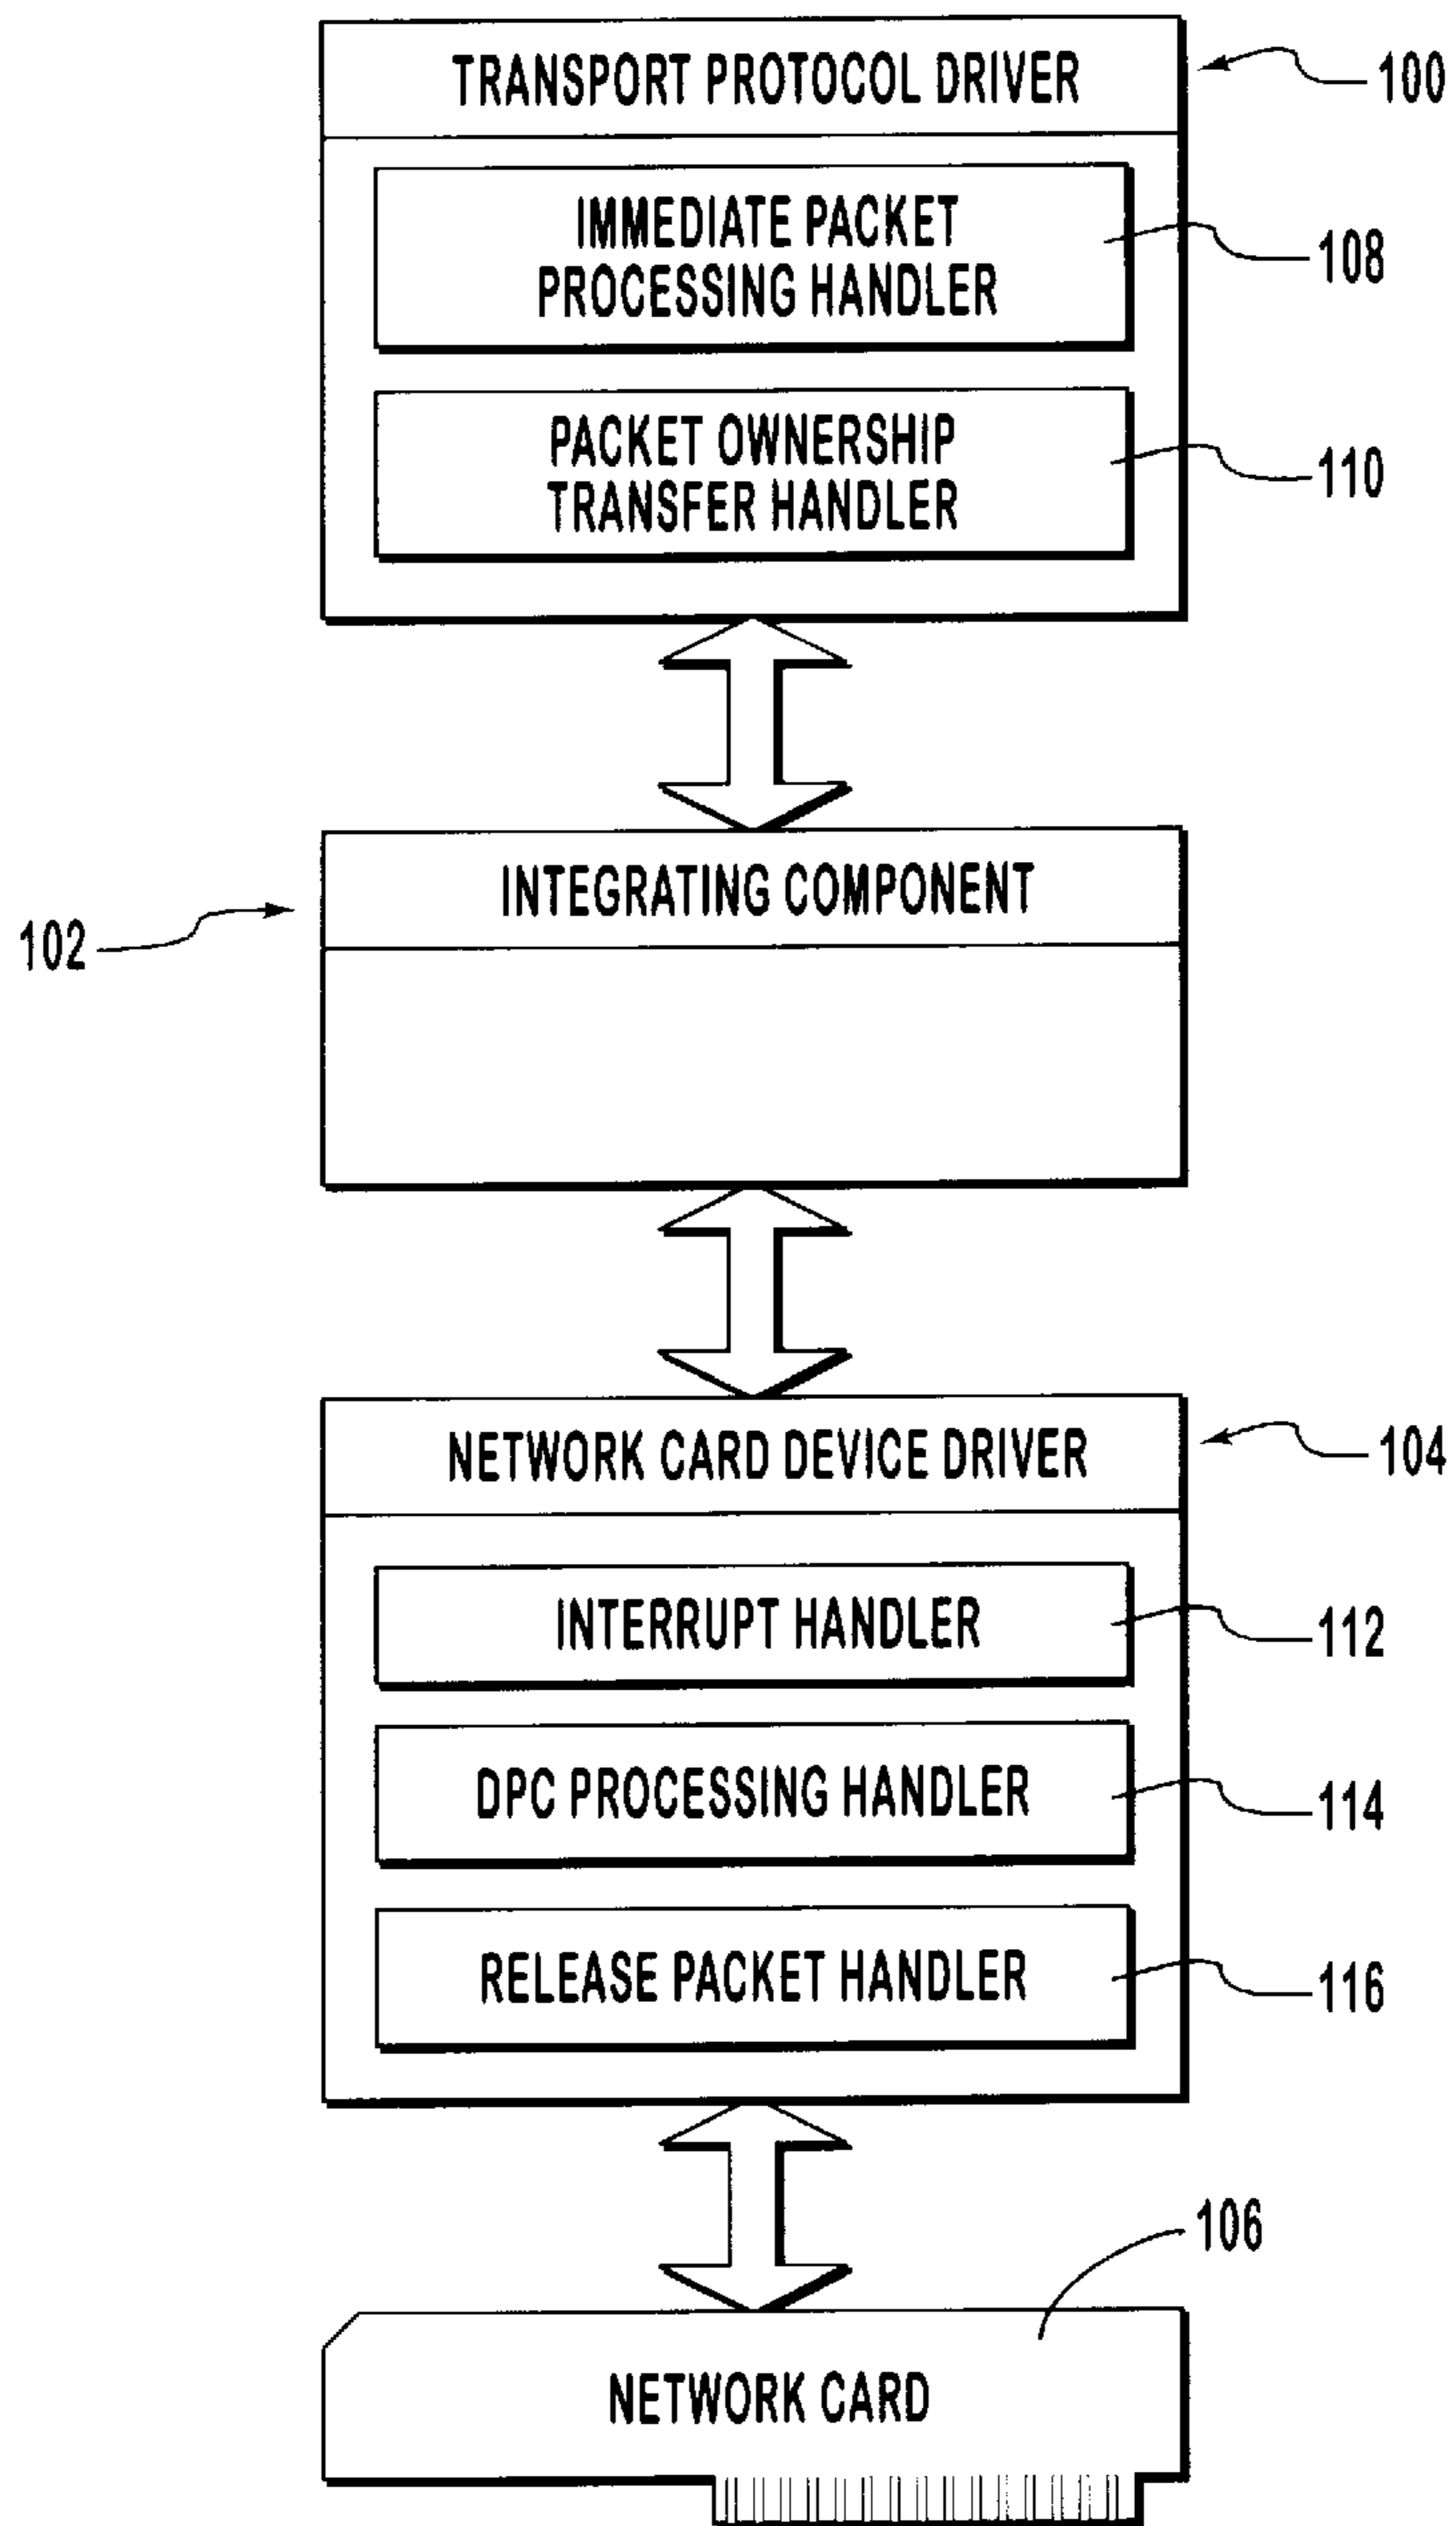 TRANSPORT PROTOCOL DRIVER
100
IMMEDIATE PACKET
PROCESSING HANDLER
108
PACKET OWNERSHIP
TRANSFER HANDLER
110
INTEGRATING COMPONENT
102
NETWORK CARD DEVICE DRIVER
104
INTERRUPT HANDLER
112
DPC PROCESSING HANDLER
114
RELEASE PACKET HANDLER
116
106
NETWORK CARD